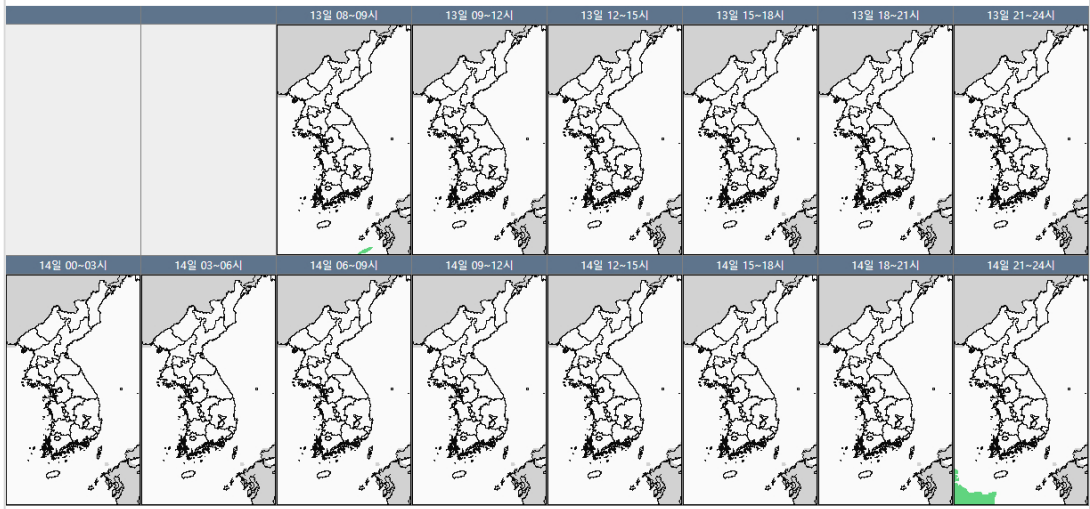 13일 08~09시
13일 09~12시
13일 12~15시
13일 15~18시
13일 18~21시
13일 21~24시
14일 00~03시
14일 03~06시
14일 06~09시
14일 09~12시
14일 12~15시
14일 15~18시
14일 18~21시
14일 21~24시